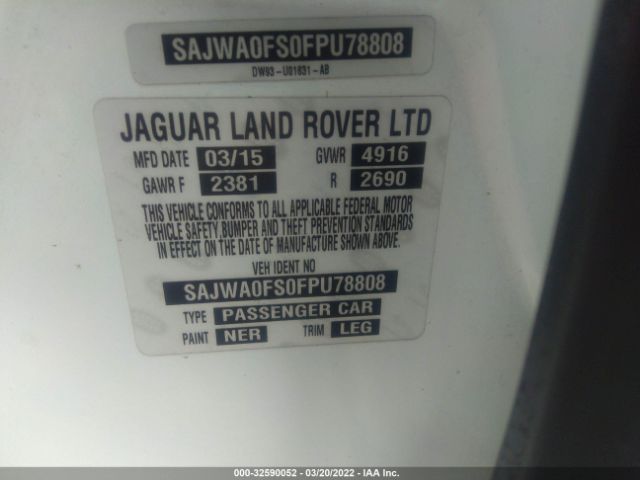 SAJWA0FS0FPU78808
DW93-U01631-AB
JAGUAR LAND ROVER LTD
MFD DATE 03/15 GVWR 4916
GAWR F 2381 R 2690
THIS VEHICLE CONFORMS TO ALL APPLICABLE FEDERAL MOTOR
VEHICLE SAFETY,BUMPER AND THEFT PREVENTION STANDARDS
IN EFFECT ON THE DATE OF MANUFACTURE SHOWN ABOVE.
VEH IDENT NO
SAJWA0FS0FPU78808
TYPE PASSENGER CAR
PAINT NER TRIM LEG
000-32590052 - 03/20/2022 - IAA Inc.